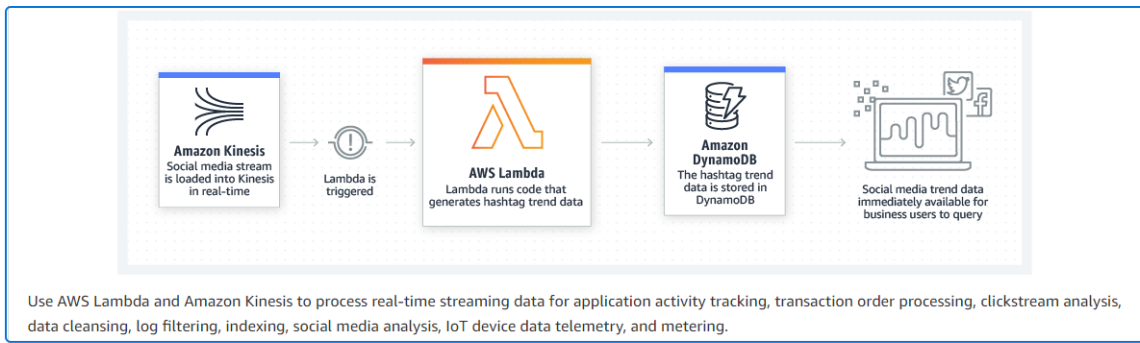 Amazon Kinesis
Social media stream
is loaded into Kinesis
in real-time
Lambda is
triggered
AWS Lambda
Lambda runs code that
generates hashtag trend data
Amazon
DynamoDB
The hashtag trend
data is stored in
DynamoDB
Social media trend data
immediately available for
business users to query
Use AWS Lambda and Amazon Kinesis to process real-time streaming data for application activity tracking, transaction order processing, clickstream analysis,
data cleansing, log filtering, indexing, social media analysis, IoT device data telemetry, and metering.